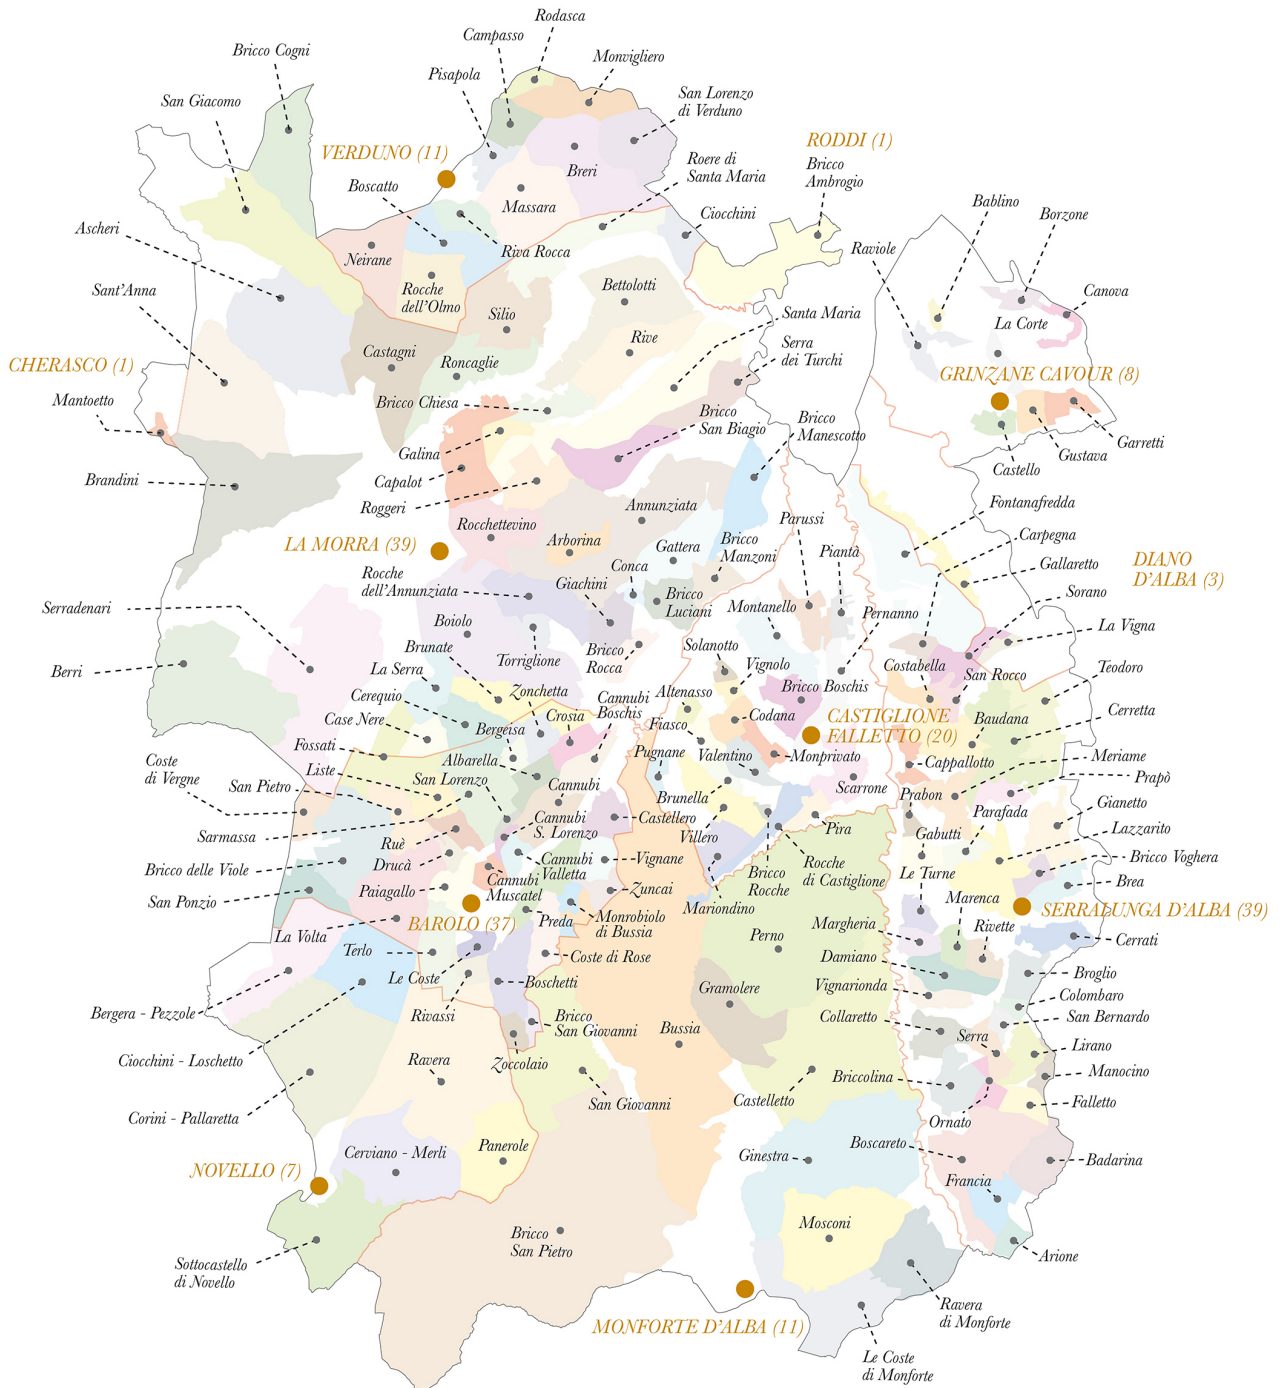 Rodasca
Campasso
Bricco Cogni
Monvigliero
Pisapola
San Giacomo
San Lorenzo
di Verduno
VERDUNO (11)
RODDI (1)
Bricco
Ambrogio
Roere di
Santa Maria
Breri
Boscatto
Massara
Bablino
Borzone
Ciocchini
Ascheri
Riva Rocca
Raviole
Neirane
Rocche
dell'Olmo
Bettolotti
Sant'Anna
Canova
Silio
Santa Maria
La Corte
Rive
Serra
dei Turchi
Castagni
Roncaglie
CHERASCO (1)
GRINZANE CAVOUR (8)
Mantoetto
Bricco Chiesa
Bricco
San Biagio
Bricco
Manescotto
Garretti
Galina
Gustava
Castello
Brandini
Capalot
Roggeri
Fontanafredda
Annunziata
Rocchettevino
Parussi
Carpegna
LA MORRA (39)
Arborina
Gattera
Bricco
Manzoni
Piantà
DIANO
D'ALBA (3)
Gallaretto
Conca
Rocche
dell'Annunziata
Giachini
Bricco
Luciani
Montanello
Pernanno
Sorano
Serradenari
Boiolo
La Vigna
Brunate
Torriglione
Bricco
Rocca
Solanotto
Costabella
San Rocco
Teodoro
Berri
La Serra
Vignolo
Bricco Boschis
Zonchetta
Cannubi
Boschis
Altenasso
Cerequio
Crosia
Fiasco
Codana
CASTIGLIONE
FALLETTO (20)
Baudana
Cerretta
Case Nere
Bergeisa
Fossati
Pugnane
Valentino
Monprivato
Cappallotto
Meriame
Coste
di Vergne
Liste
Albarella
San Lorenzo
Cannubi
Scarrone
Prapò
San Pietro
Brunella
Prabon
Parafada
Gianetto
Castellero
Cannubi
S. Lorenzo
Sarmassa
Villero
Pira
Gabutti
Lazzarito
Ruè
Drucà
Cannubi
Valletta
Vignane
Bricco
Rocche
Rocche
di Castiglione
Le Turne
Bricco Voghera
Bricco delle Viole
Paiagallo
Cannubi
Muscatel
Zuncai
Brea
San Ponzio
Marenca
Mariondino
SERRALUNGA D'ALBA (39)
BAROLO (37)
Preda
Monrobiolo
di Bussia
Margheria
Rivette
La Volta
Perno
Cerrati
Terlo
Coste di Rose
Damiano
Le Coste
Boschetti
Gramolere
Vignarionda
Broglio
Bergera - Pezzole
Rivassi
Bricco
San Giovanni
Bussia
Collaretto
Colombaro
San Bernardo
Serra
Ciocchini - Loschetto
Ravera
Zoccolaio
Lirano
Manocino
Briccolina
Corini - Pallaretta
San Giovanni
Castelletto
Falletto
Ornato
Cerviano - Merli
Panerole
Ginestra
Boscareto
Badarina
NOVELLO (7)
Francia
Bricco
San Pietro
Mosconi
Arione
Sottocastello
di Novello
Ravera
di Monforte
MONFORTE D'ALBA (11)
Le Coste
di Monforte